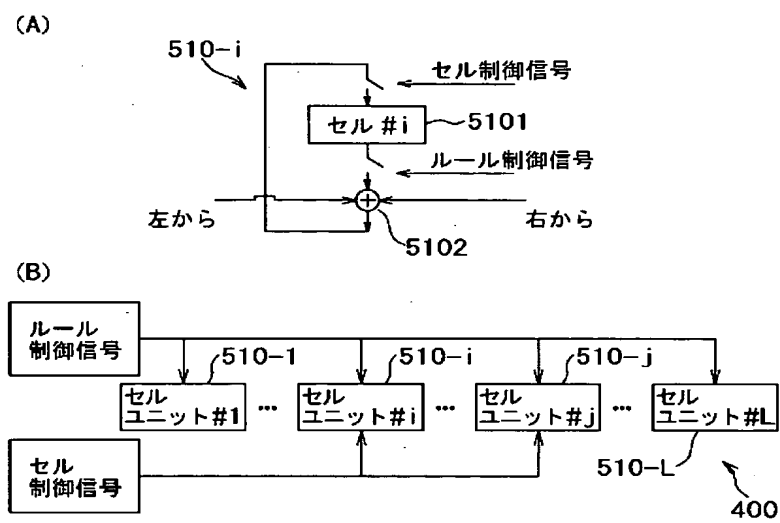 (A)
510-i
セル制御信号
セル #i
5101
ルール制御信号
左から
右から
5102
(B)
ルール
制御信号
510-1
510-i
510-j
セル
ユニット#1
セル
ユニット#i
セル
ユニット#j
セル
ユニット#L
セル
制御信号
510-L
400